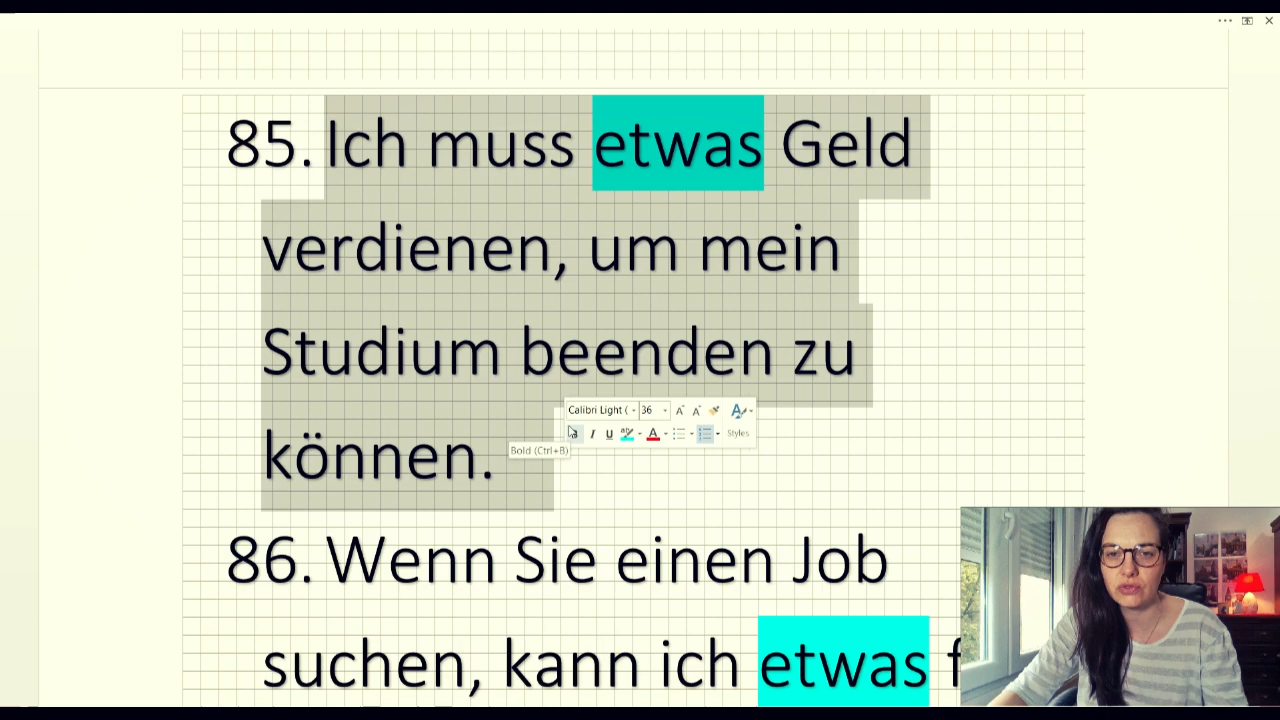 85. Ich muss etwas Geld
verdienen, um mein
Studium beenden zu
können.
Calibri Light ( 36
Styles
Bold (Ctrl+B)
86. Wenn Sie einen Job
suchen, kann ich etwas f